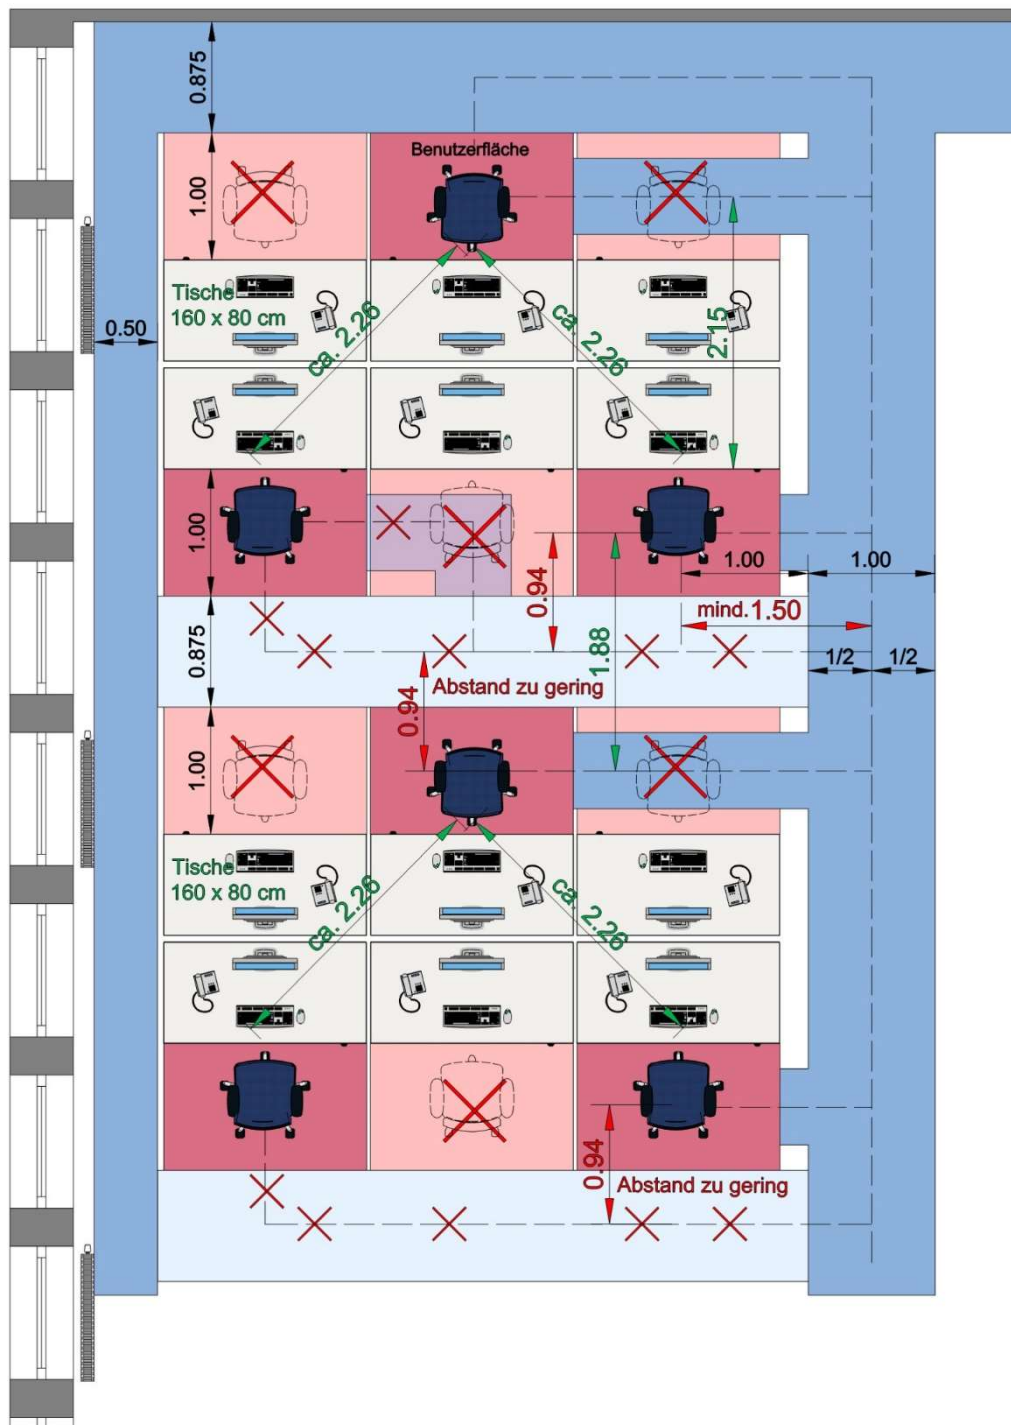 0.875
Benutzerfläche
1.00
Tische
160 x 80 cm
0.50
ca. 2.26
ca. 2.26
2.15
1.00
0.94
1.88
1.00
1.00
mind. 1.50
0.875
1/2
1/2
Abstand zu gering
0.94
1.00
Tische
160 x 80 cm
ca. 2.26
ca. 2.26
0.94
Abstand zu gering